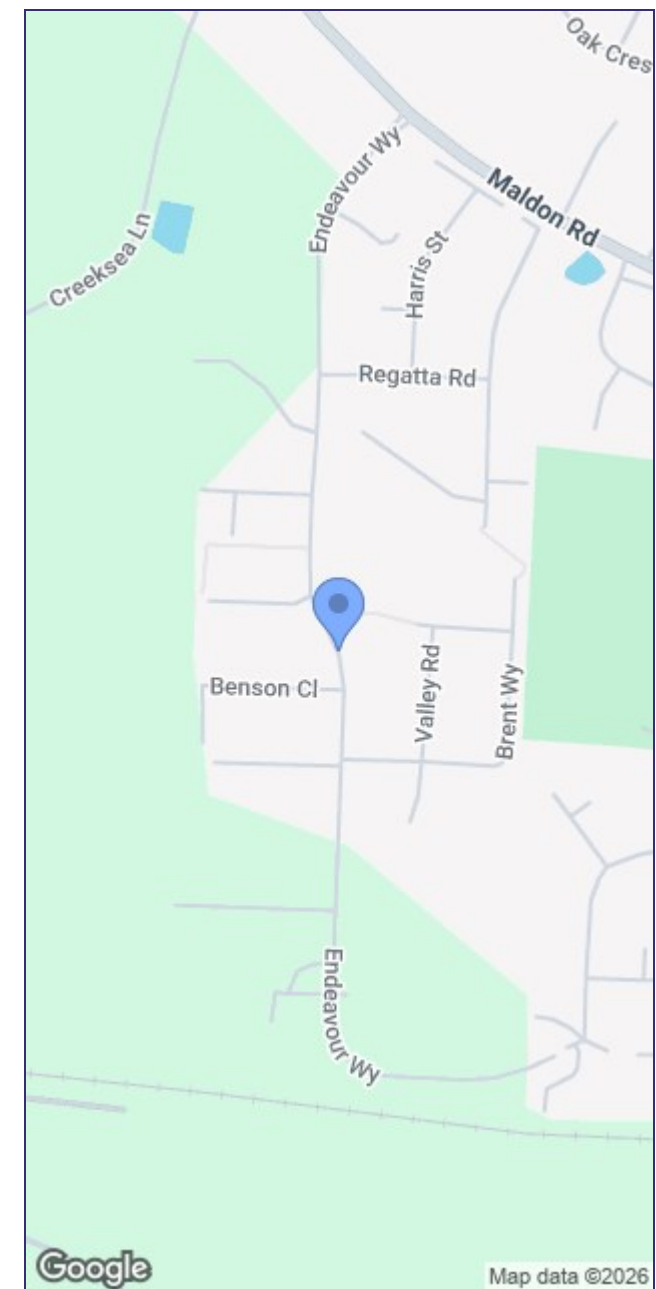 Oak Cres
Endeavour Wy
Maldon Rd
Creeksea Ln
Harris St
Regatta Rd
Benson Cl
Valley Rd
Brent Wy
Endeavour Wy
Google
Map data ©2026